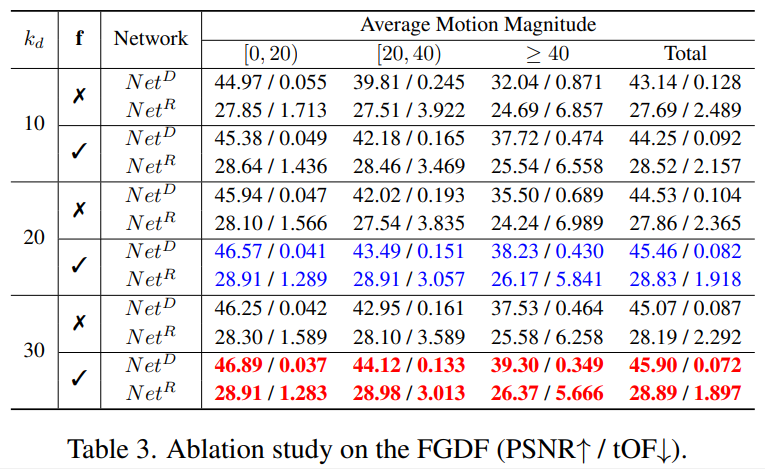 k_d f Network Average Motion Magnitude
[0, 20) [20, 40) ≥ 40 Total
10 ✗ Net^D 44.97 / 0.055 39.81 / 0.245 32.04 / 0.871 43.14 / 0.128
Net^R 27.85 / 1.713 27.51 / 3.922 24.69 / 6.857 27.69 / 2.489
✓ Net^D 45.38 / 0.049 42.18 / 0.165 37.72 / 0.474 44.25 / 0.092
Net^R 28.64 / 1.436 28.46 / 3.469 25.54 / 6.558 28.52 / 2.157
20 ✗ Net^D 45.94 / 0.047 42.02 / 0.193 35.50 / 0.689 44.53 / 0.104
Net^R 28.10 / 1.566 27.54 / 3.835 24.24 / 6.989 27.86 / 2.365
✓ Net^D 46.57 / 0.041 43.49 / 0.151 38.23 / 0.430 45.46 / 0.082
Net^R 28.91 / 1.289 28.91 / 3.057 26.17 / 5.841 28.83 / 1.918
30 ✗ Net^D 46.25 / 0.042 42.95 / 0.161 37.53 / 0.464 45.07 / 0.087
Net^R 28.30 / 1.589 28.10 / 3.589 25.58 / 6.258 28.19 / 2.292
✓ Net^D 46.89 / 0.037 44.12 / 0.133 39.30 / 0.349 45.90 / 0.072
Net^R 28.91 / 1.283 28.98 / 3.013 26.37 / 5.666 28.89 / 1.897
Table 3. Ablation study on the FGDF (PSNR↑ / tOF↓).